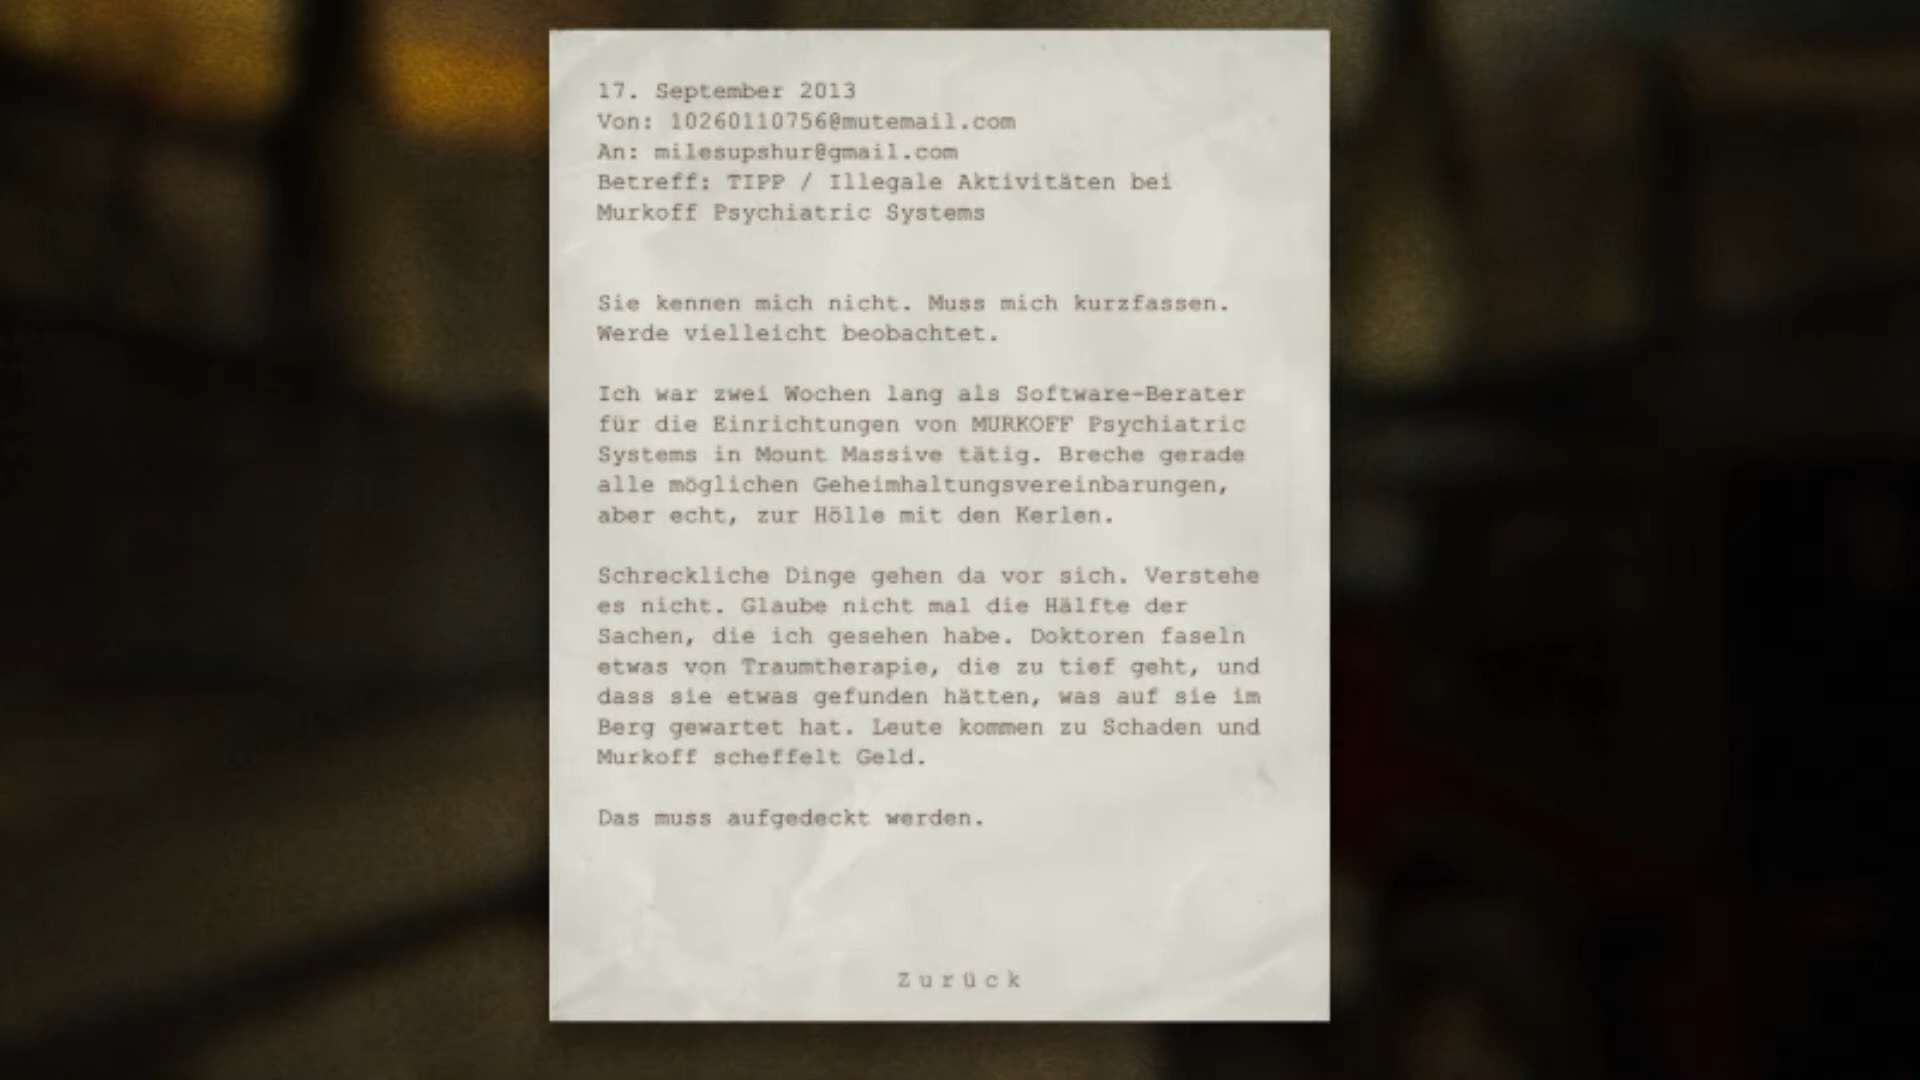 17. September 2013
Von: 10260110756@mutemail.com
An: milesupshur@gmail.com
Betreff: TIPP / Illegale Aktivitäten bei
Murkoff Psychiatric Systems
Sie kennen mich nicht. Muss mich kurzfassen.
Werde vielleicht beobachtet.
Ich war zwei Wochen lang als Software-Berater
für die Einrichtungen von MURKOFF Psychiatric
Systems in Mount Massive tätig. Breche gerade
alle möglichen Geheimhaltungsvereinbarungen,
aber echt, zur Hölle mit den Kerlen.
Schreckliche Dinge gehen da vor sich. Verstehe
es nicht. Glaube nicht mal die Hälfte der
Sachen, die ich gesehen habe. Doktoren faseln
etwas von Traumtherapie, die zu tief geht, und
dass sie etwas gefunden hätten, was auf sie im
Berg gewartet hat. Leute kommen zu Schaden und
Murkoff scheffelt Geld.
Das muss aufgedeckt werden.
Zurück